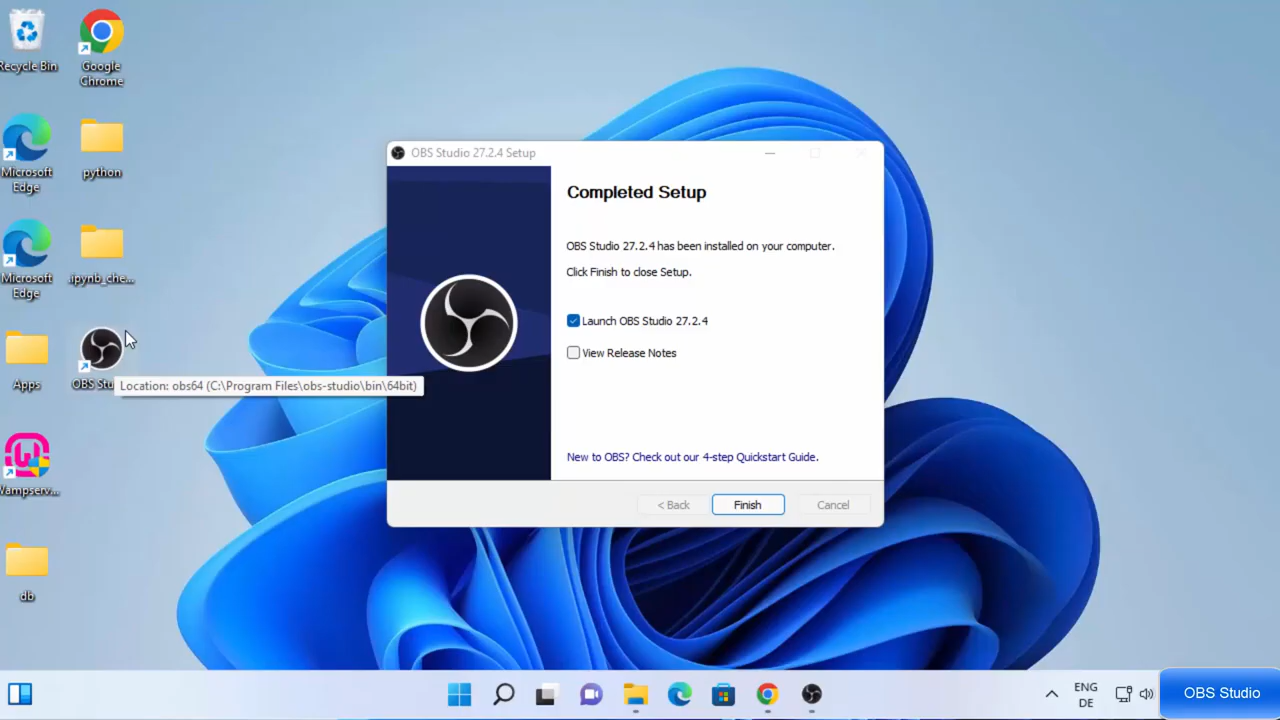 Recycle Bin
Google
Chrome
Microsoft
Edge
python
Microsoft
Edge
.ipynb_che...
Apps
OBS Stu
Location: obs64 (C:\Program Files\obs-studio\bin\64bit)
Wampserv...
db
OBS Studio 27.2.4 Setup
Completed Setup
OBS Studio 27.2.4 has been installed on your computer.
Click Finish to close Setup.
Launch OBS Studio 27.2.4
View Release Notes
New to OBS? Check out our 4-step Quickstart Guide.
< Back
Finish
Cancel
ENG
DE
OBS Studio